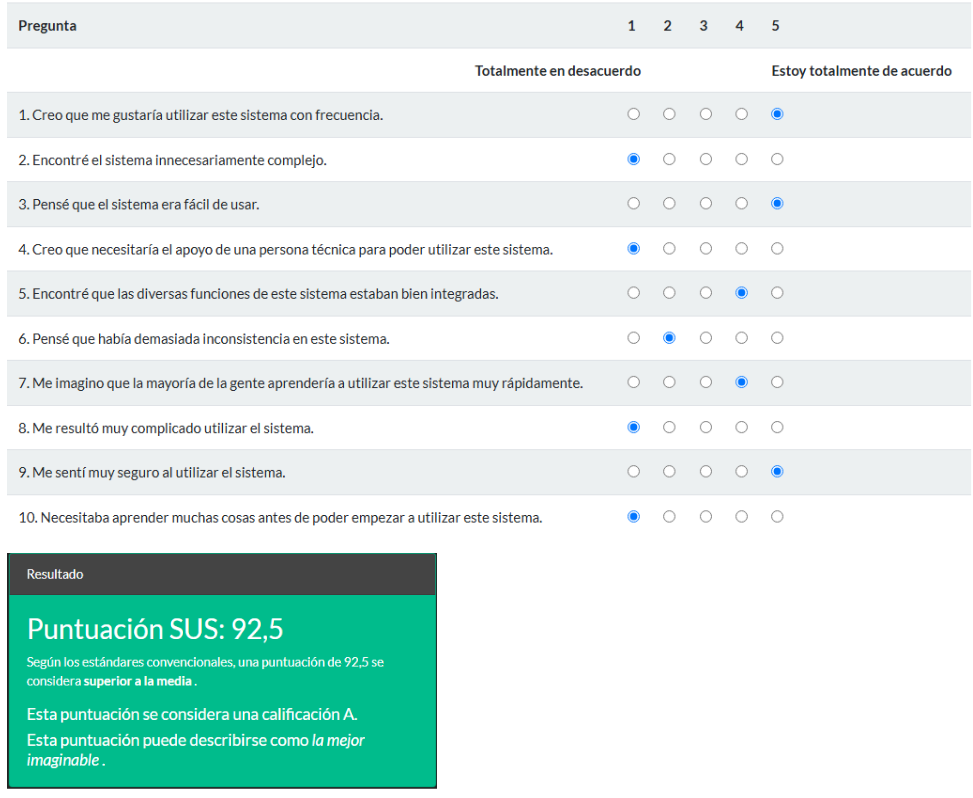 Pregunta 1 2 3 4 5
Totalmente en desacuerdo Estoy totalmente de acuerdo
1. Creo que me gustaría utilizar este sistema con frecuencia.
2. Encontré el sistema innecesariamente complejo.
3. Pensé que el sistema era fácil de usar.
4. Creo que necesitaría el apoyo de una persona técnica para poder utilizar este sistema.
5. Encontré que las diversas funciones de este sistema estaban bien integradas.
6. Pensé que había demasiada inconsistencia en este sistema.
7. Me imagino que la mayoría de la gente aprendería a utilizar este sistema muy rápidamente.
8. Me resultó muy complicado utilizar el sistema.
9. Me sentí muy seguro al utilizar el sistema.
10. Necesitaba aprender muchas cosas antes de poder empezar a utilizar este sistema.
Resultado
Puntuación SUS: 92,5
Según los estándares convencionales, una puntuación de 92,5 se
considera superior a la media .
Esta puntuación se considera una calificación A.
Esta puntuación puede describirse como la mejor
imaginable .